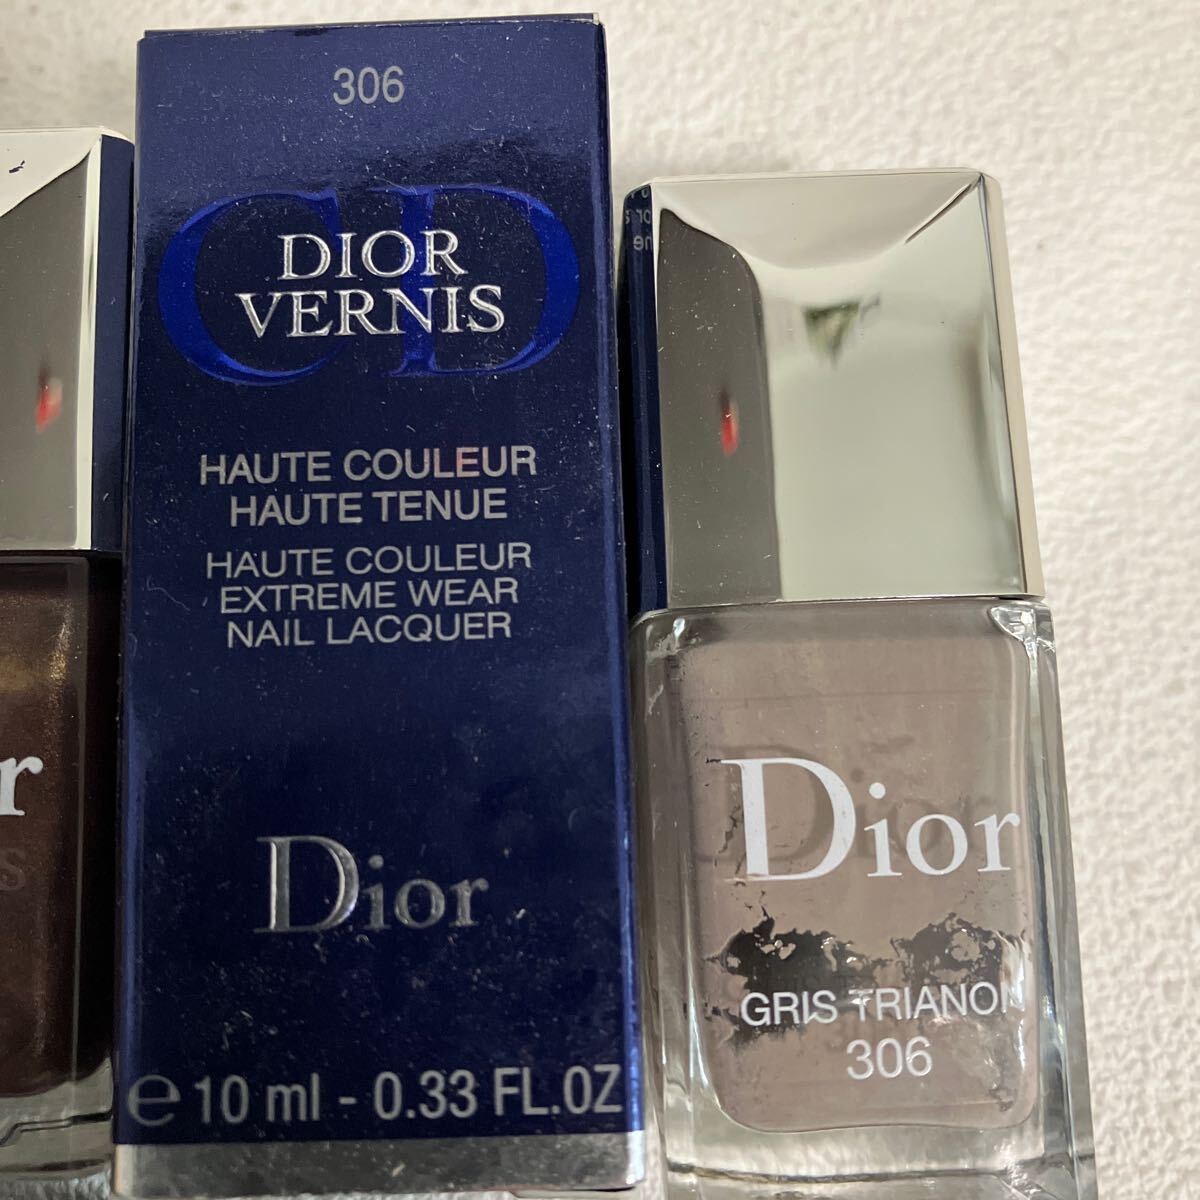 306
CD
DIOR
VERNIS
HAUTE COULEUR
HAUTE TENUE
HAUTE COULEUR
EXTREME WEAR
NAIL LACQUER
Dior
e 10 ml - 0.33 FL.OZ
Dior
GRIS TRIANON
306
r
s